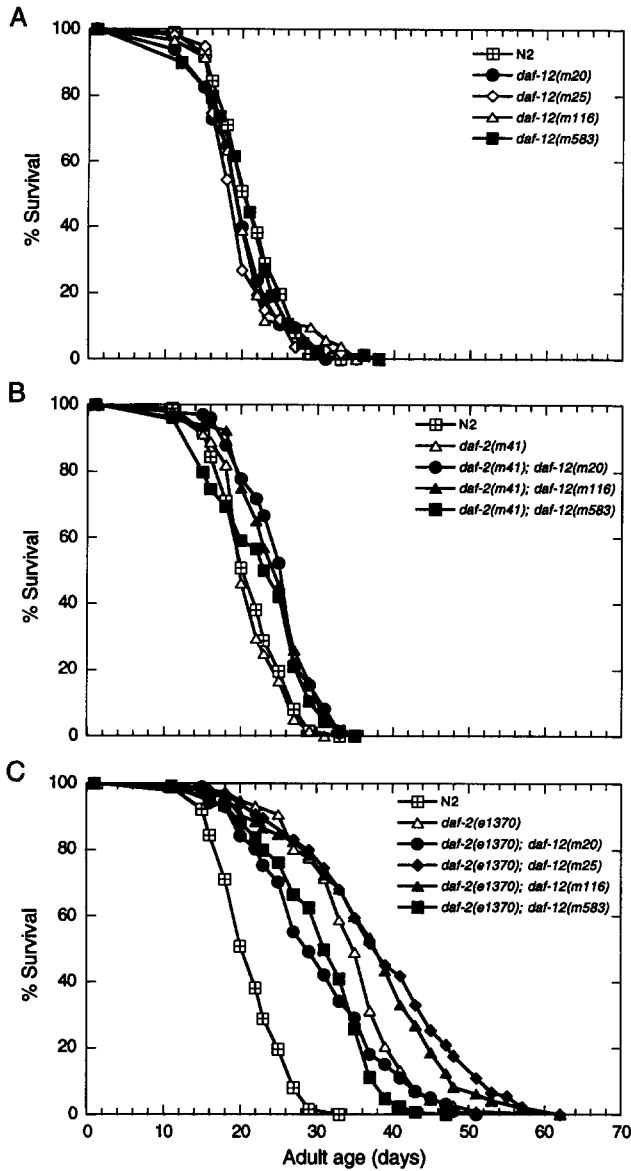 A
100
80
60
40
20
0
% Survival
N2
daf-12(m20)
daf-12(m25)
daf-12(m116)
daf-12(m583)
B
100
80
60
40
20
0
% Survival
N2
daf-2(m41)
daf-2(m41); daf-12(m20)
daf-2(m41); daf-12(m116)
daf-2(m41); daf-12(m583)
C
100
80
60
40
20
0
% Survival
N2
daf-2(e1370)
daf-2(e1370); daf-12(m20)
daf-2(e1370); daf-12(m25)
daf-2(e1370); daf-12(m116)
daf-2(e1370); daf-12(m583)
0 10 20 30 40 50 60 70
Adult age (days)